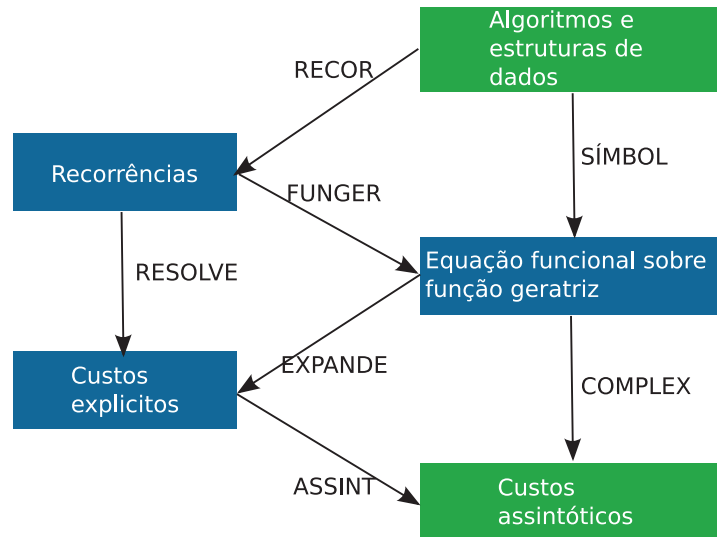 Algoritmos e
estruturas de
dados
RECOR
SÍMBOL
Recorrências
FUNGER
Equação funcional sobre
função geratriz
RESOLVE
EXPANDE
COMPLEX
Custos
explicitos
ASSINT
Custos
assintóticos